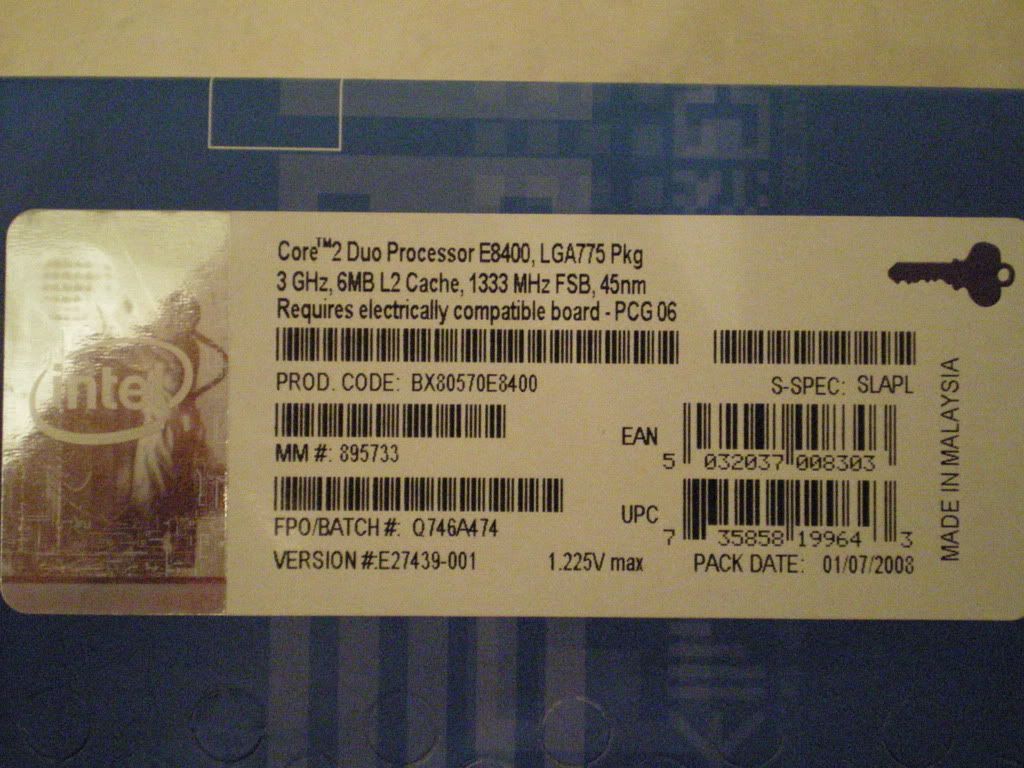 Core™2 Duo Processor E8400, LGA775 Pkg
3 GHz, 6MB L2 Cache, 1333 MHz FSB, 45nm
Requires electrically compatible board - PCG 06
PROD. CODE: BX80570E8400
S-SPEC: SLAPL
MM #: 895733
EAN
5 032037 008303
FPO/BATCH #: Q746A474
UPC
7 35858 19964 3
VERSION #:E27439-001
1.225V max
PACK DATE: 01/07/2008
MADE IN MALAYSIA
intel